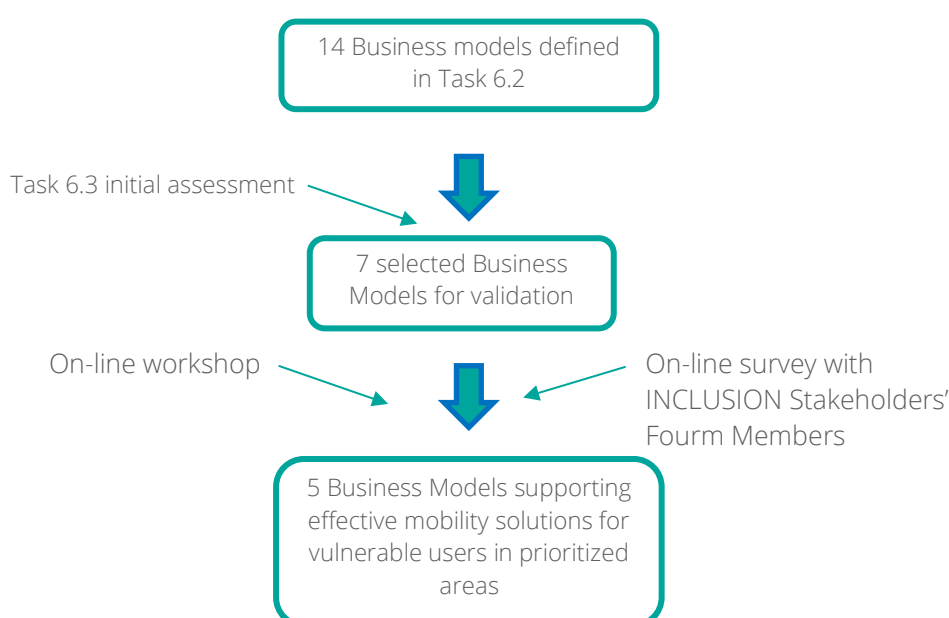 14 Business models defined
in Task 6.2
Task 6.3 initial assessment
7 selected Business
Models for validation
On-line workshop
On-line survey with
INCLUSION Stakeholders'
Fourm Members
5 Business Models supporting
effective mobility solutions for
vulnerable users in prioritized
areas